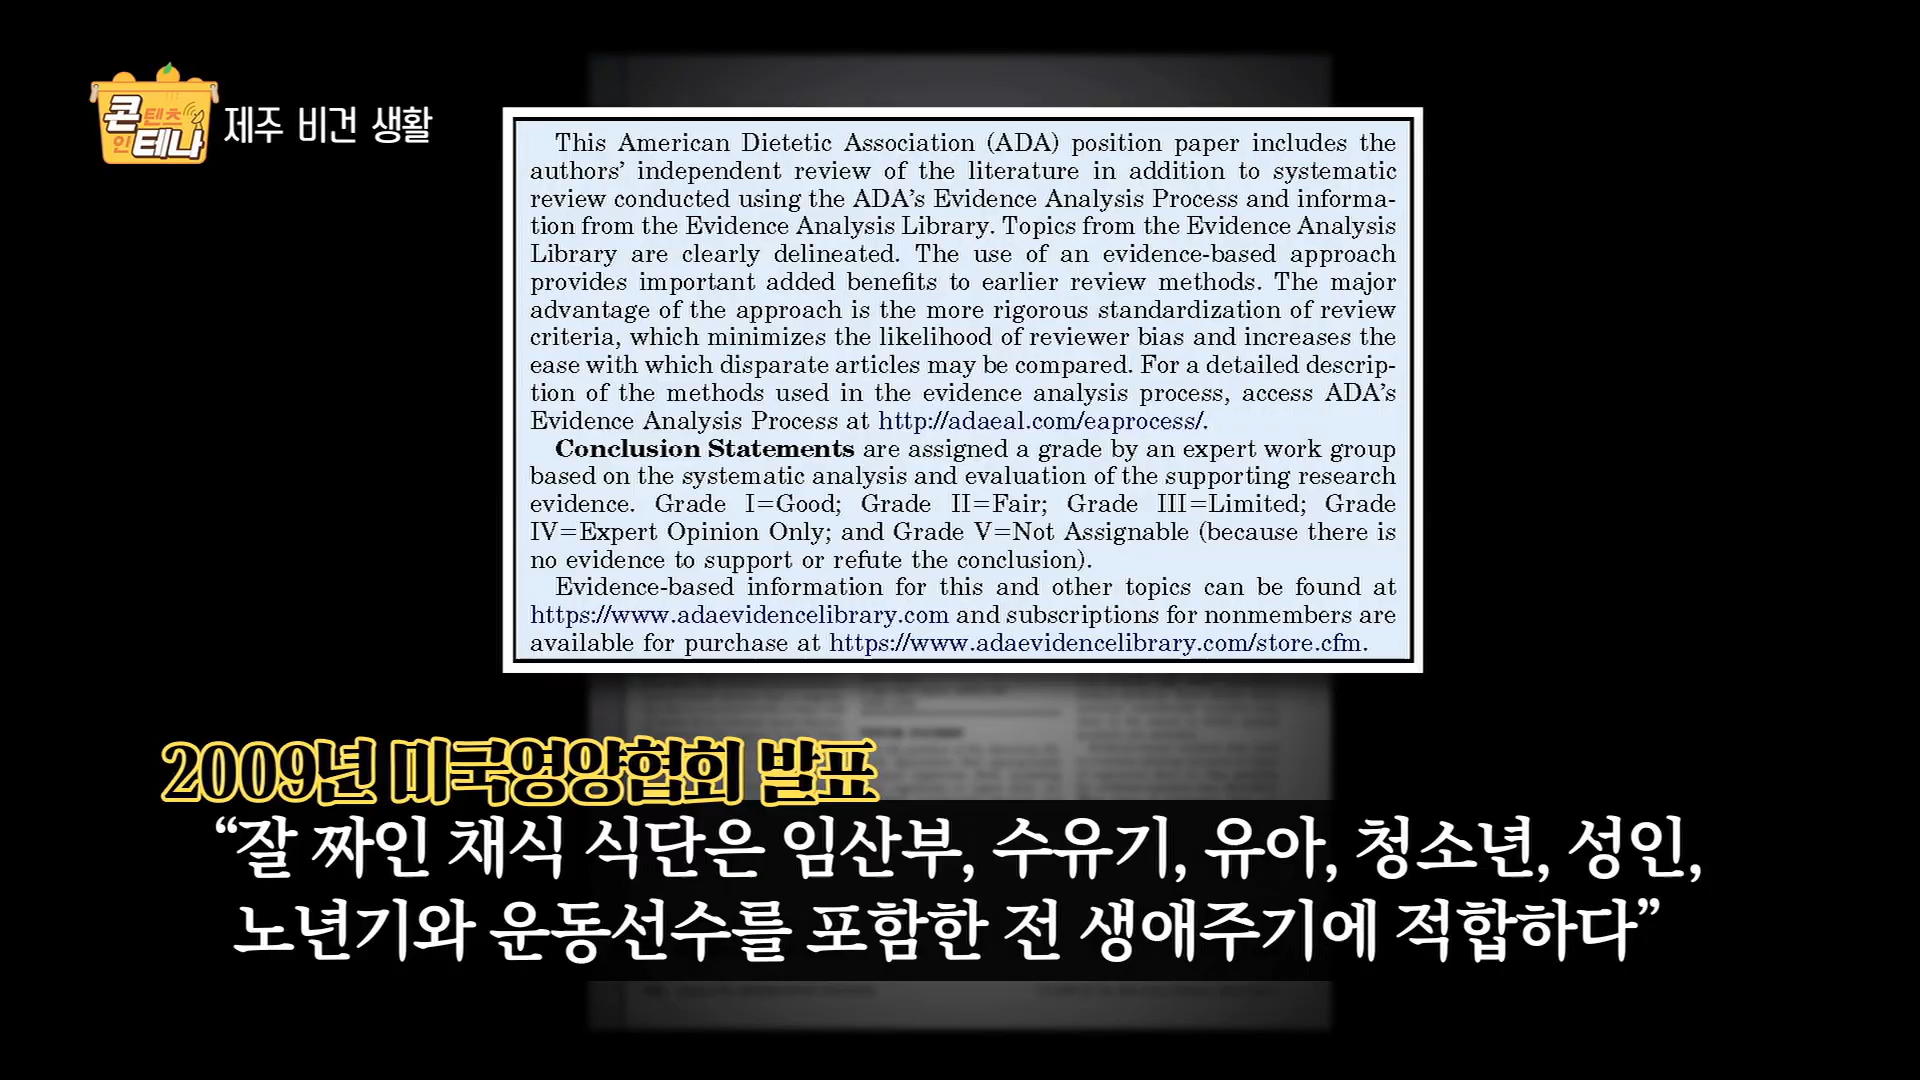 콘텐츠
인테나
제주 비건 생활
This American Dietetic Association (ADA) position paper includes the
authors’ independent review of the literature in addition to systematic
review conducted using the ADA’s Evidence Analysis Process and informa-
tion from the Evidence Analysis Library. Topics from the Evidence Analysis
Library are clearly delineated. The use of an evidence-based approach
provides important added benefits to earlier review methods. The major
advantage of the approach is the more rigorous standardization of review
criteria, which minimizes the likelihood of reviewer bias and increases the
ease with which disparate articles may be compared. For a detailed descrip-
tion of the methods used in the evidence analysis process, access ADA’s
Evidence Analysis Process at http://adaeal.com/eaprocess/.
Conclusion Statements are assigned a grade by an expert work group
based on the systematic analysis and evaluation of the supporting research
evidence. Grade I=Good; Grade II=Fair; Grade III=Limited; Grade
IV=Expert Opinion Only; and Grade V=Not Assignable (because there is
no evidence to support or refute the conclusion).
Evidence-based information for this and other topics can be found at
https://www.adaevidencelibrary.com and subscriptions for nonmembers are
available for purchase at https://www.adaevidencelibrary.com/store.cfm.
2009년 미국영양협회 발표
“잘 짜인 채식 식단은 임산부, 수유기, 유아, 청소년, 성인,
노년기와 운동선수를 포함한 전 생애주기에 적합하다”